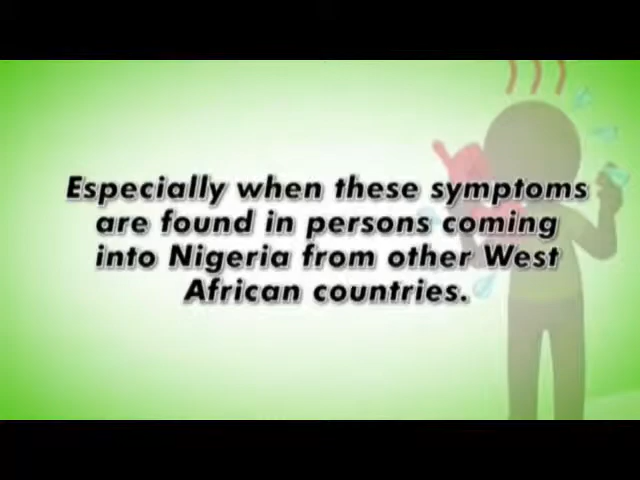 Especially when these symptoms
are found in persons coming
into Nigeria from other West
African countries.